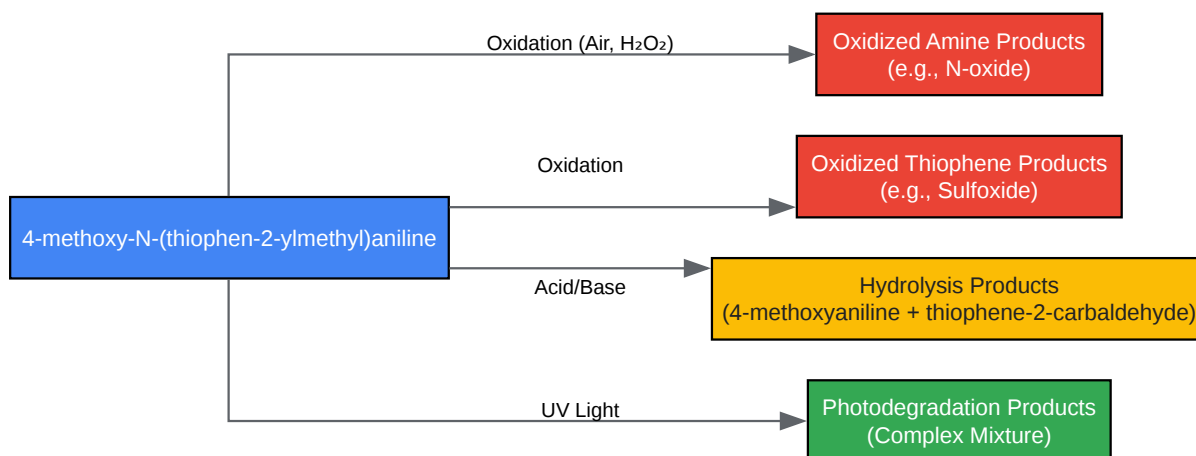 Oxidation (Air, H₂O₂)
Oxidized Amine Products
(e.g., N-oxide)
Oxidation
Oxidized Thiophene Products
(e.g., Sulfoxide)
4-methoxy-N-(thiophen-2-ylmethyl)aniline
Acid/Base
Hydrolysis Products
(4-methoxyaniline + thiophene-2-carbaldehyde)
UV Light
Photodegradation Products
(Complex Mixture)